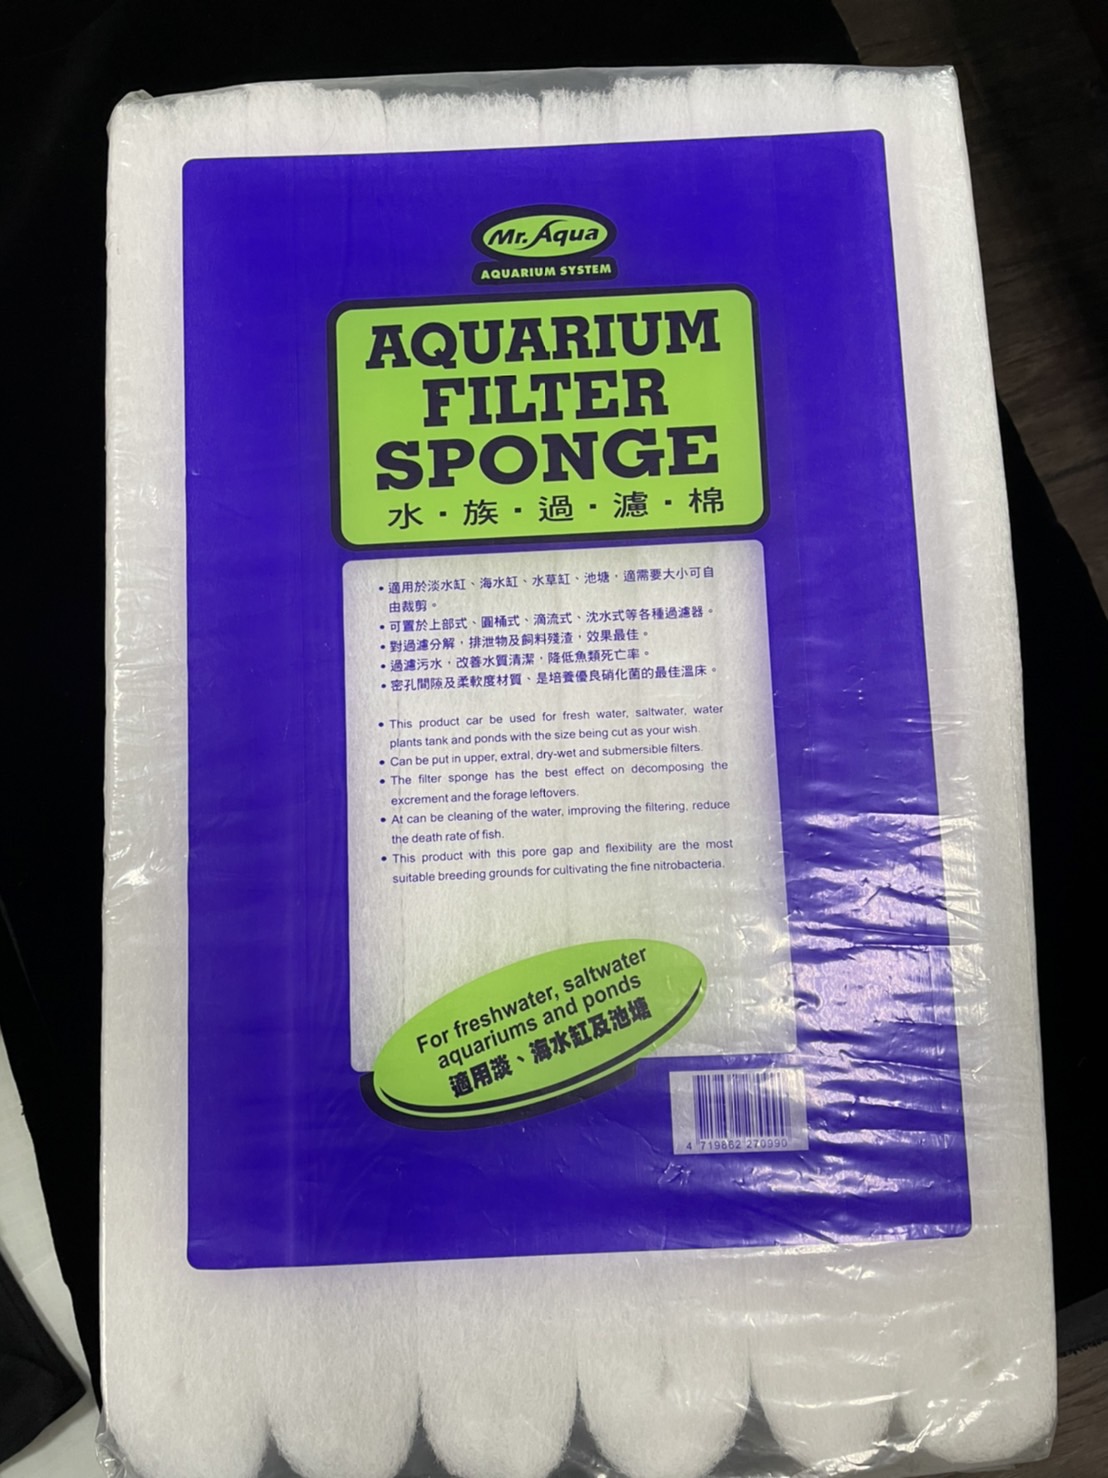 Mr. Aqua
AQUARIUM SYSTEM
AQUARIUM
FILTER
SPONGE
水・族・過・濾・棉
• 適用於淡水缸、海水缸、水草缸、池塘，適需要大小可自
由裁剪。
• 可置於上部式、圓桶式、滴流式、沈水式等各種過濾器。
• 對過濾分解，排泄物及飼料殘渣，效果最佳。
• 過濾污水，改善水質清潔，降低魚類死亡率。
• 密孔間隙及柔軟度材質、是培養優良硝化菌的最佳溫床。
• This product can be used for fresh water, saltwater, water
plants tank and ponds with the size being cut as your wish.
• Can be put in upper, extral, dry-wet and submersible filters.
• The filter sponge has the best effect on decomposing the
excrement and the forage leftovers.
• At can be cleaning of the water, improving the filtering, reduce
the death rate of fish.
• This product with this pore gap and flexibility are the most
suitable breeding grounds for cultivating the fine nitrobacteria.
For freshwater, saltwater
aquariums and ponds
適用淡、海水缸及池塘
4 719862 270990